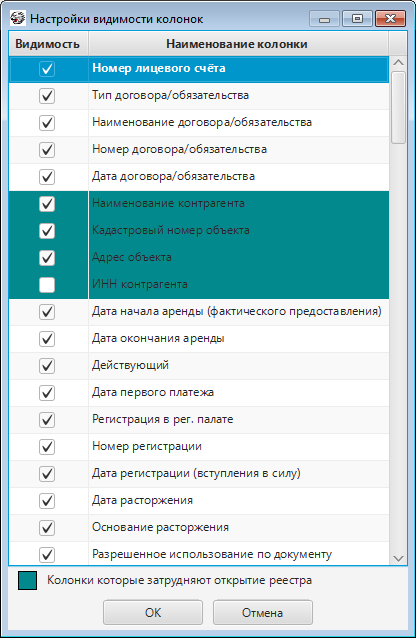 Настройки видимости колонок
Видимость Наименование колонки
Номер лицевого счёта
Тип договора/обязательства
Наименование договора/обязательства
Номер договора/обязательства
Дата договора/обязательства
Наименование контрагента
Кадастровый номер объекта
Адрес объекта
ИНН контрагента
Дата начала аренды (фактического предоставления)
Дата окончания аренды
Действующий
Дата первого платежа
Регистрация в рег. палате
Номер регистрации
Дата регистрации (вступления в силу)
Дата расторжения
Основание расторжения
Разрешенное использование по документу
Колонки которые затрудняют открытие реестра
ОК Отмена